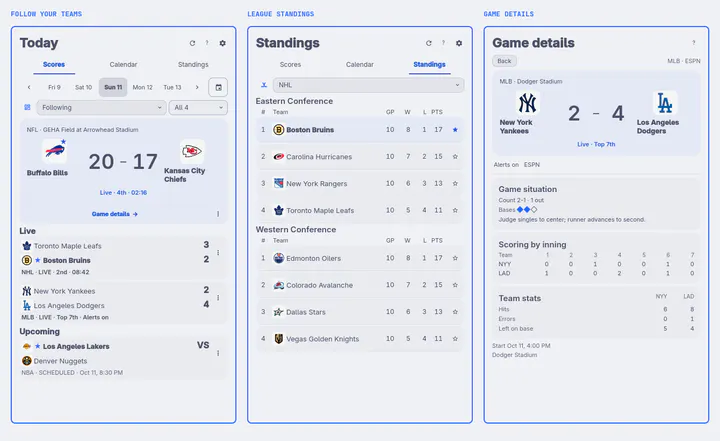 FOLLOW YOUR TEAMS
Today
?
Scores
Calendar
Standings
Fri 9
Sat 10
Sun 11
Mon 12
Tue 13
Following
All 4
NFL · GEHA Field at Arrowhead Stadium
Buffalo Bills
20 – 17
Kansas City
Chiefs
Live · 4th · 02:16
Game details →
Live
Toronto Maple Leafs 3
Boston Bruins 2
NHL · LIVE · 2nd · 08:42
New York Yankees 2
Los Angeles Dodgers 4
MLB · LIVE · Top 7th · Alerts on
Upcoming
Los Angeles Lakers VS
Denver Nuggets
NBA · SCHEDULED · Oct 11, 8:30 PM
LEAGUE STANDINGS
Standings
?
Scores
Calendar
Standings
NHL
Eastern Conference
# Team GP W L PTS
1 Boston Bruins 10 8 1 17
2 Carolina Hurricanes 10 7 2 15
3 New York Rangers 10 6 3 13
4 Toronto Maple Leafs 10 5 4 11
Western Conference
# Team GP W L PTS
1 Edmonton Oilers 10 8 1 17
2 Colorado Avalanche 10 7 2 15
3 Dallas Stars 10 6 3 13
4 Vegas Golden Knights 10 5 4 11
GAME DETAILS
Game details
?
Back
MLB · ESPN
MLB · Dodger Stadium
New York
Yankees
2 – 4
Los Angeles
Dodgers
Live · Top 7th
Alerts on ESPN
Game situation
Count 2-1 · 1 out
Bases
Judge singles to center; runner advances to second.
Scoring by inning
Team 1 2 3 4 5 6 7
NYY 0 0 1 0 0 1 0
LAD 1 0 0 2 0 1 0
Team stats NYY LAD
Hits 6 8
Errors 0 1
Left on base 5 4
Start Oct 11, 4:00 PM
Dodger Stadium